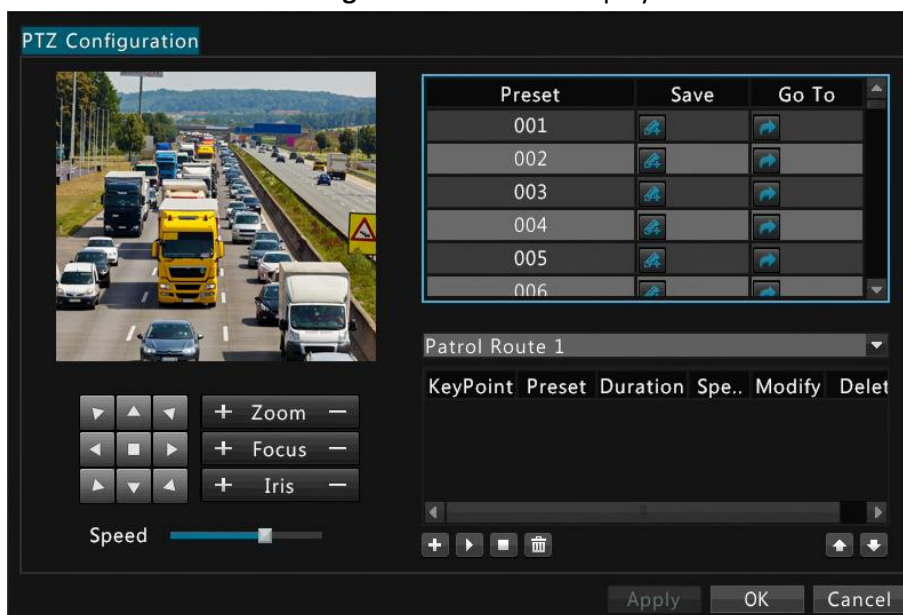 PTZ Configuration
Preset Save Go To
001
002
003
004
005
006
Patrol Route 1
KeyPoint Preset Duration Spe.. Modify Delet
+ Zoom −
+ Focus −
+ Iris −
Speed
Apply OK Cancel